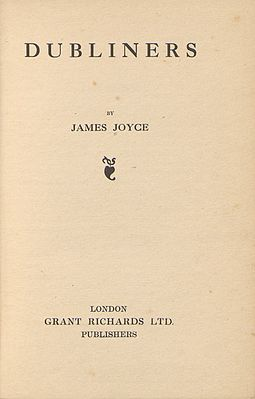 DUBLINERS
BY
JAMES JOYCE
LONDON
GRANT RICHARDS LTD.
PUBLISHERS